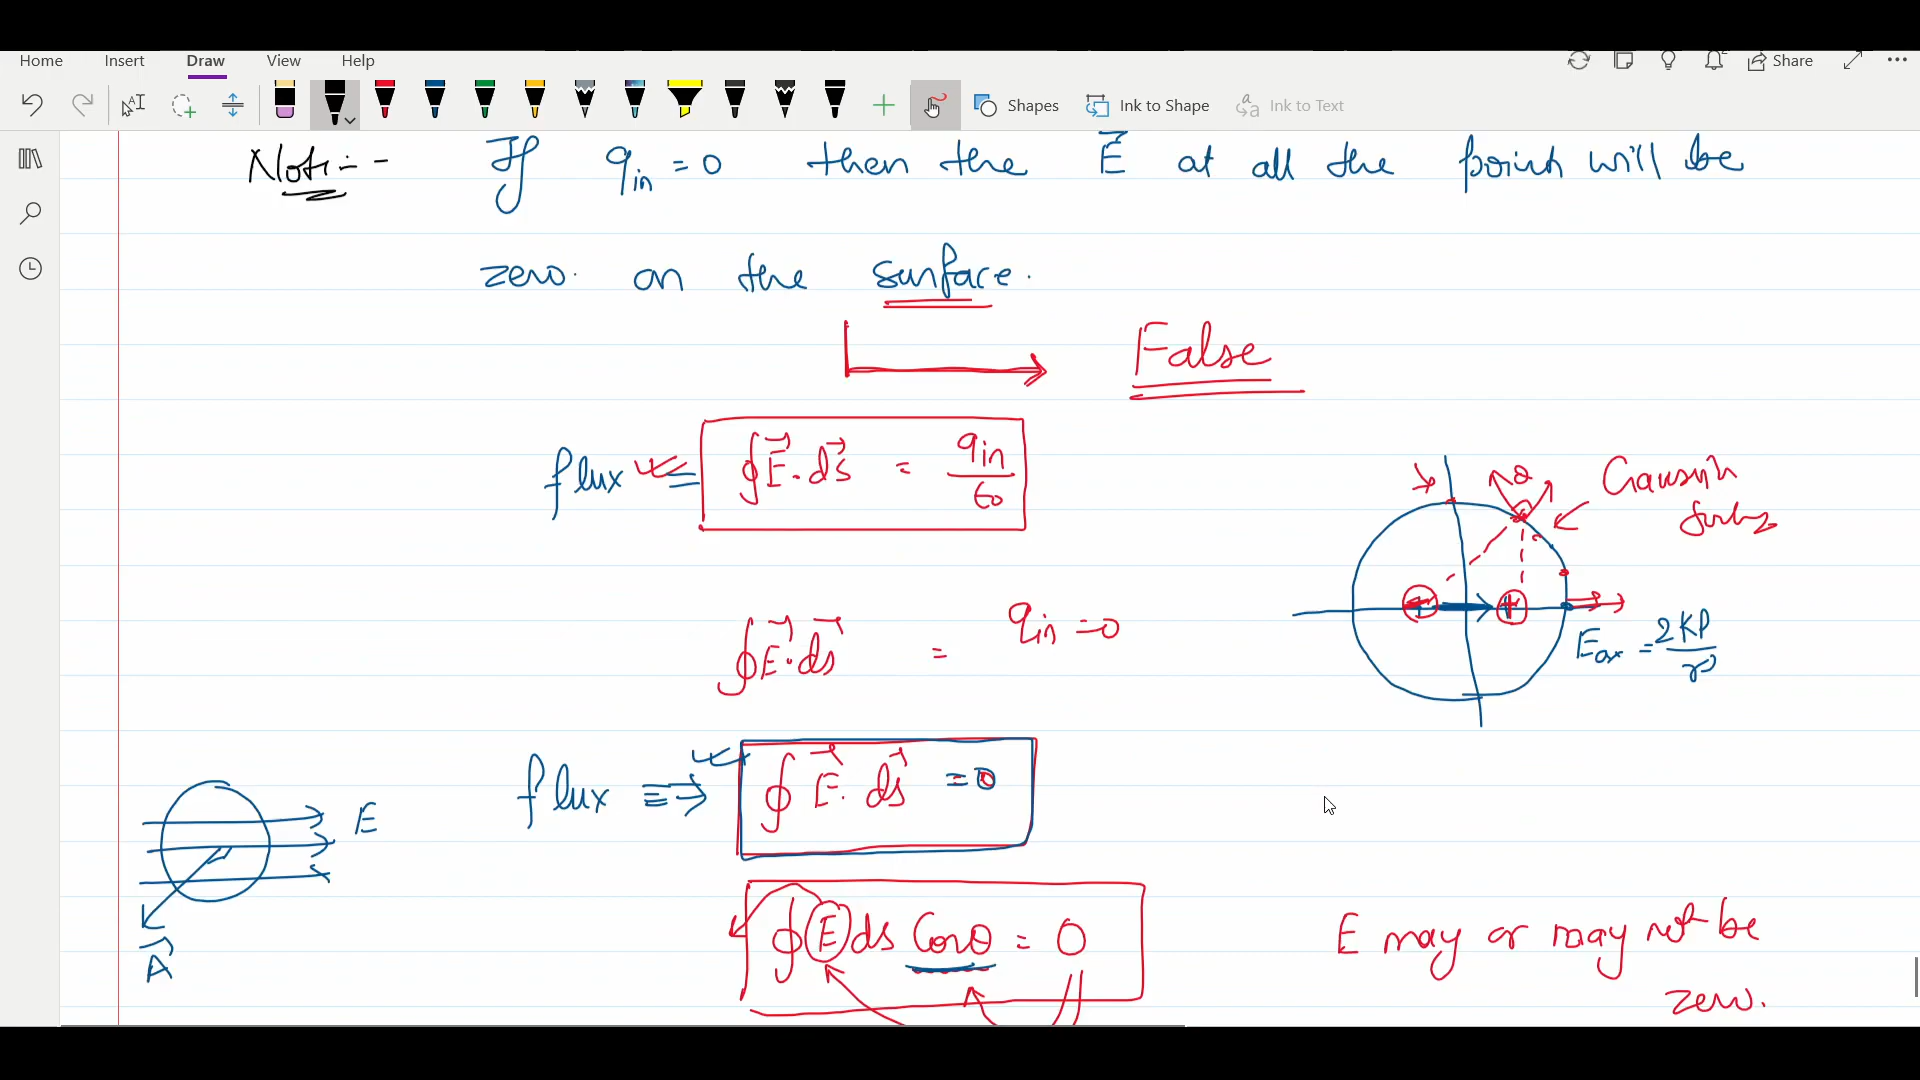 Home Insert Draw View Help Share
Shapes Ink to Shape Ink to Text
Note:- If qin = 0 then the E⃗ at all the point will be
zero. on the surface.
False
flux = ∮E⃗.ds⃗ = qin/ε0
Gaussian
∮E⃗.ds⃗ = qin = 0
Eax = 2KP/r³
flux ≡→ ∮E⃗.ds⃗ = 0
E
A⃗
∮E ds Cosθ = 0
E may or may not be
zero.